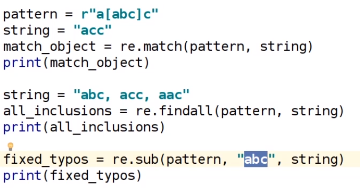 pattern = r"a[abc]c"
string = "acc"
match_object = re.match(pattern, string)
print(match_object)
string = "abc, acc, aac"
all_inclusions = re.findall(pattern, string)
print(all_inclusions)
fixed_typos = re.sub(pattern, "abc", string)
print(fixed_typos)